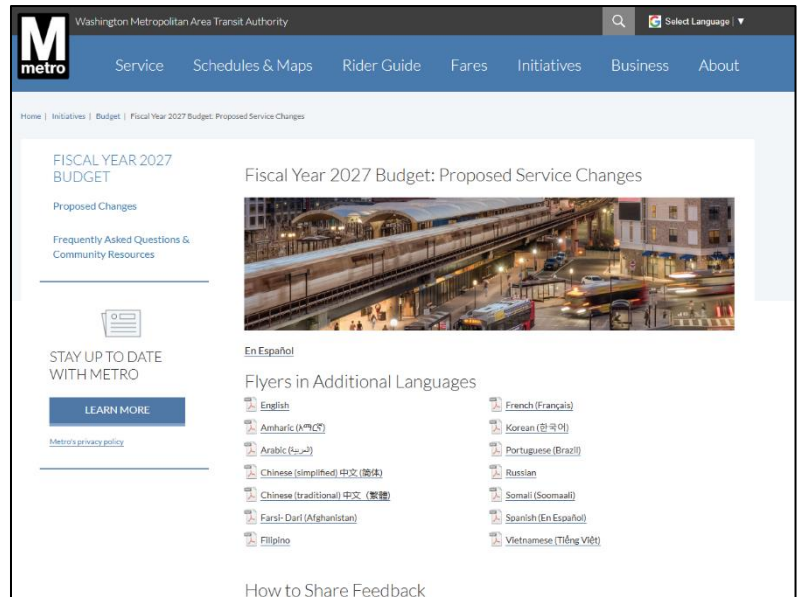 Washington Metropolitan Area Transit Authority
Select Language | ▼
metro
Service
Schedules & Maps
Rider Guide
Fares
Initiatives
Business
About
Home | Initiatives | Budget | Fiscal Year 2027 Budget: Proposed Service Changes
FISCAL YEAR 2027
BUDGET
Proposed Changes
Frequently Asked Questions &
Community Resources
STAY UP TO DATE
WITH METRO
LEARN MORE
Metro's privacy policy
Fiscal Year 2027 Budget: Proposed Service Changes
En Español
Flyers in Additional Languages
English
Amharic (አማርኛ)
Arabic (العربية)
Chinese (simplified) 中文 (简体)
Chinese (traditional) 中文（繁體）
Farsi- Dari (Afghanistan)
Filipino
French (Français)
Korean (한국어)
Portuguese (Brazil)
Russian
Somali (Soomaali)
Spanish (En Español)
Vietnamese (Tiếng Việt)
How to Share Feedback